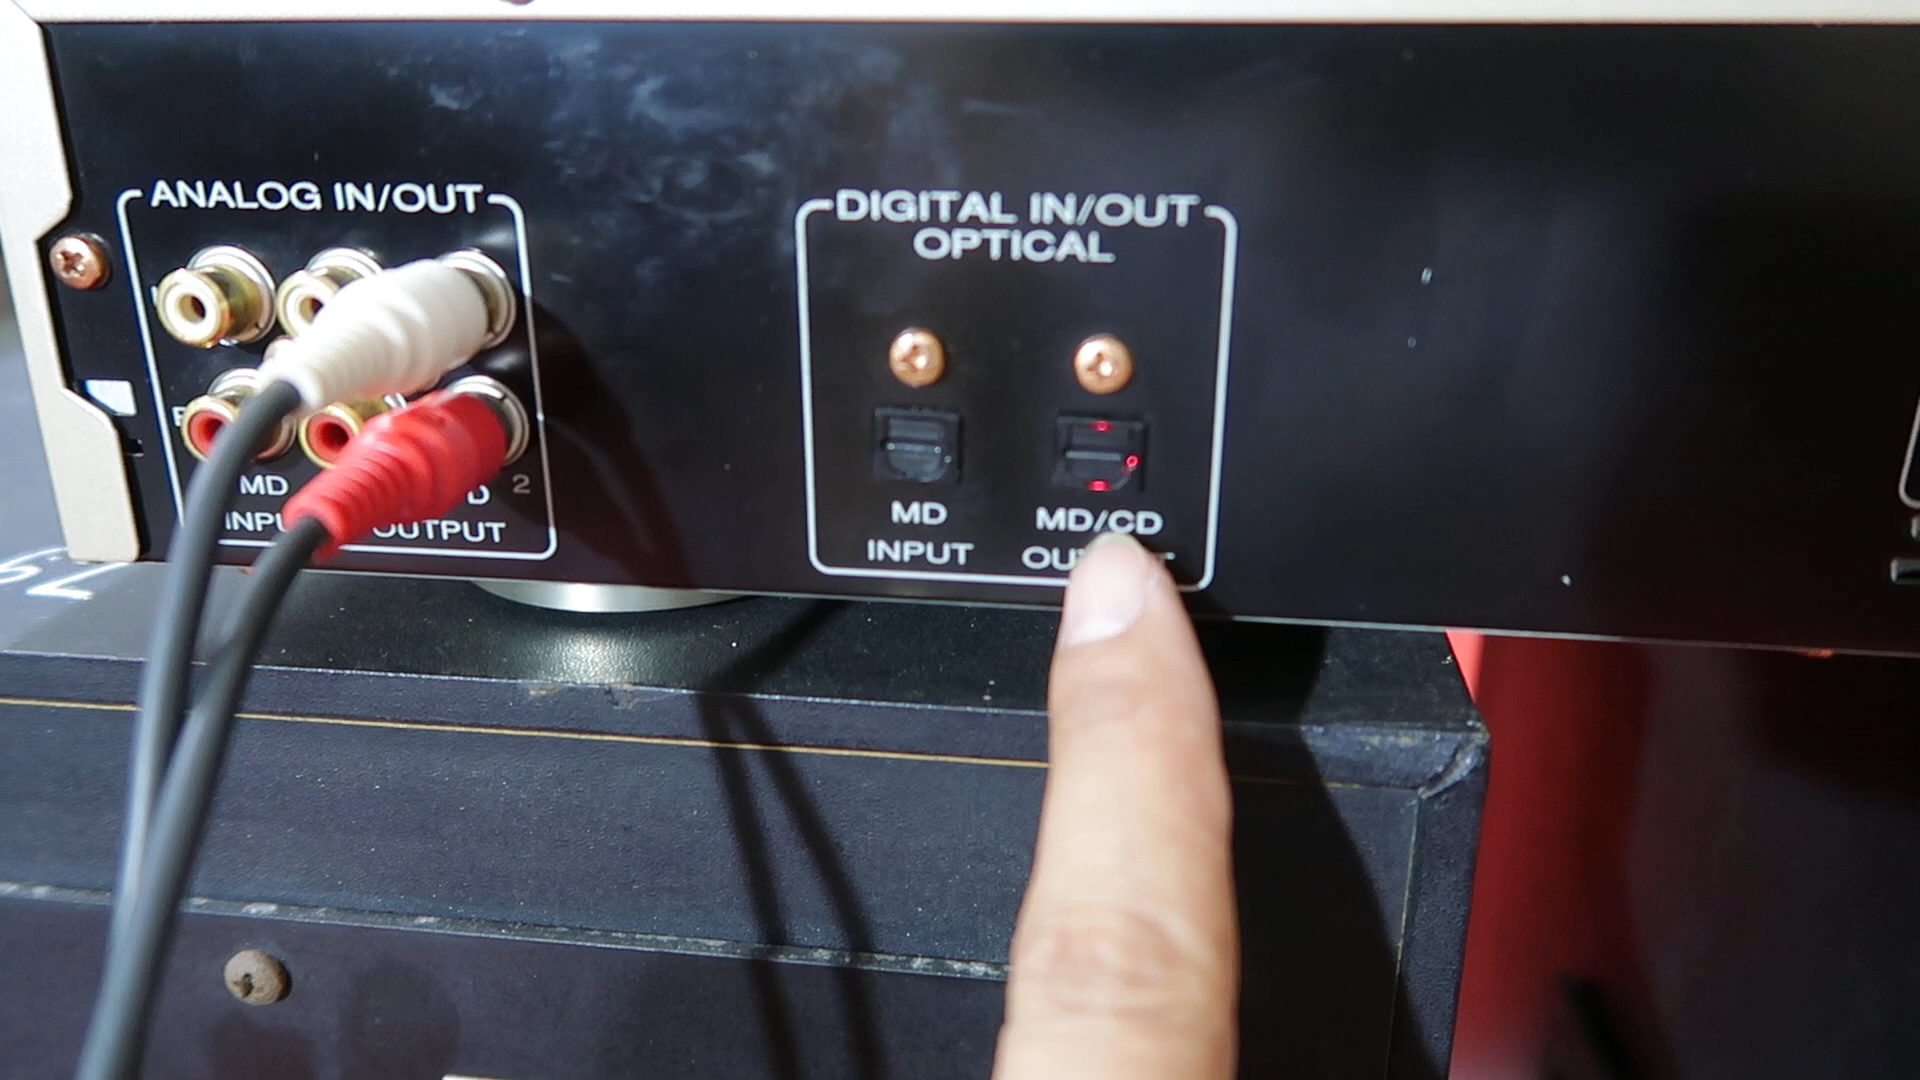 ANALOG IN/OUT
MD
2
OUTPUT
DIGITAL IN/OUT
OPTICAL
MD
INPUT
MD/CD